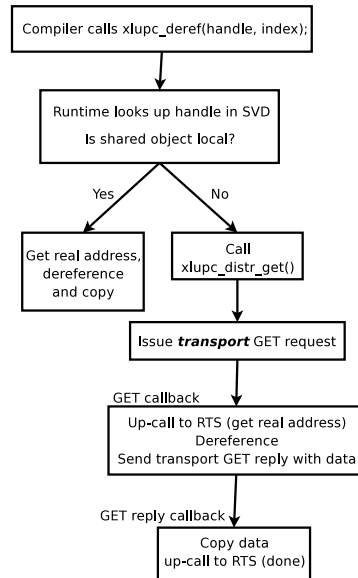 Compiler calls xlupc_deref(handle, index);
Runtime looks up handle in SVD
Is shared object local?
Yes
No
Get real address,
dereference
and copy
Call
xlupc_distr_get()
Issue transport GET request
GET callback
Up-call to RTS (get real address)
Dereference
Send transport GET reply with data
GET reply callback
Copy data
up-call to RTS (done)